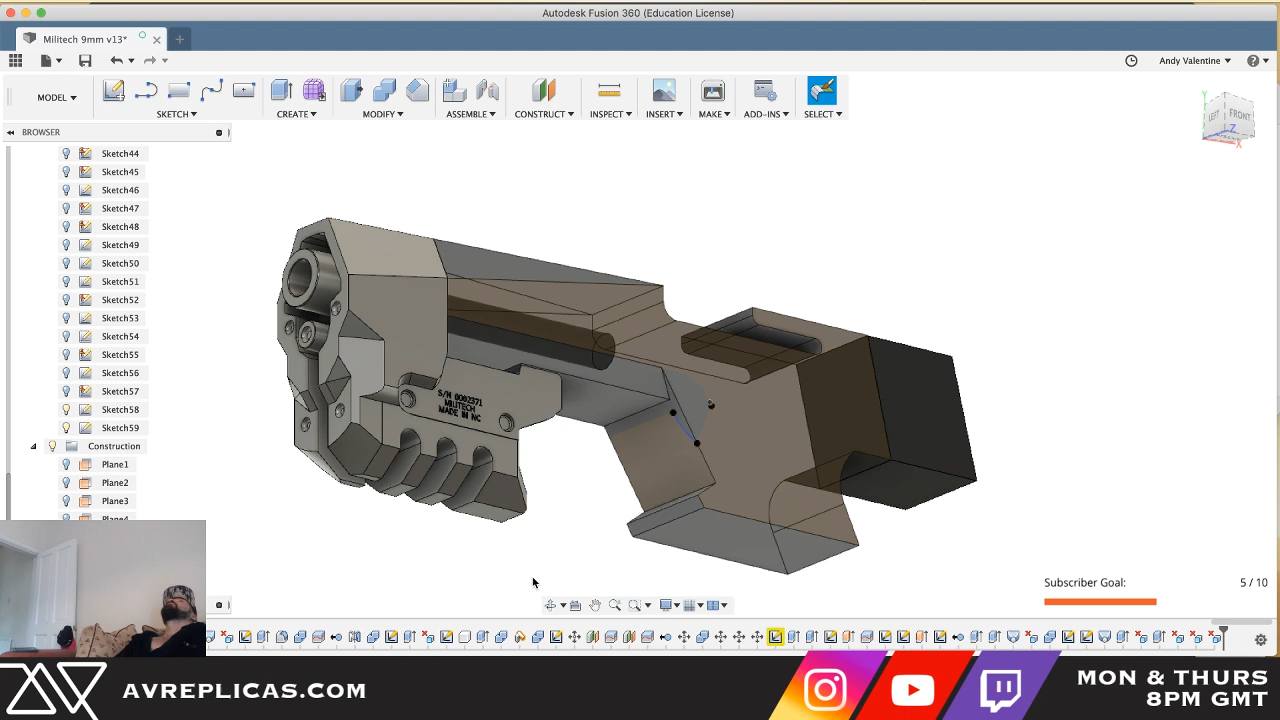 Autodesk Fusion 360 (Education License)
Militech 9mm v13*
Andy Valentine
MODEL
SKETCH
CREATE
MODIFY
ASSEMBLE
CONSTRUCT
INSPECT
INSERT
MAKE
ADD-INS
SELECT
BROWSER
Sketch44
Sketch45
Sketch46
Sketch47
Sketch48
Sketch49
Sketch50
Sketch51
Sketch52
Sketch53
Sketch54
Sketch55
Sketch56
Sketch57
Sketch58
Sketch59
Construction
Plane1
Plane2
Plane3
Plane4
Y
LEFT
FRONT
Z
X
S/N 0002371
MILITECH
MADE IN NC
Subscriber Goal:
5 / 10
AVREPLICAS.COM
MON & THURS
8PM GMT